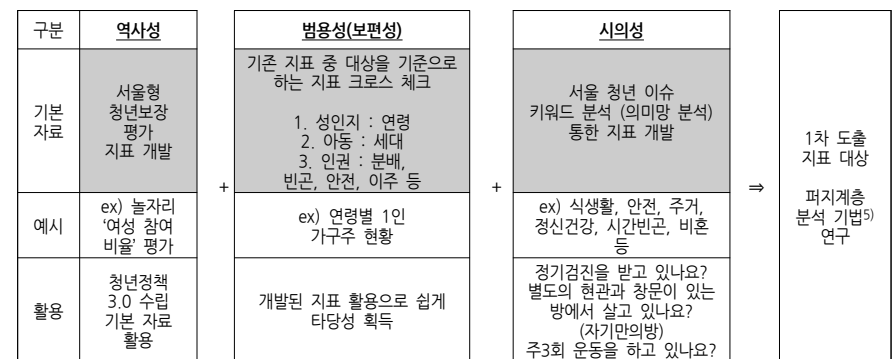 구분
역사성
범용성(보편성)
시의성
기본
자료
서울형
청년보장
평가
지표 개발
기존 지표 중 대상을 기준으로
하는 지표 크로스 체크
1. 성인지 : 연령
2. 아동 : 세대
3. 인권 : 분배,
빈곤, 안전, 이주 등
서울 청년 이슈
키워드 분석 (의미망 분석)
통한 지표 개발
+
+
⇒
1차 도출
지표 대상
퍼지계층
분석 기법5)
연구
예시
ex) 놀자리
‘여성 참여
비율’ 평가
ex) 연령별 1인
가구주 현황
ex) 식생활, 안전, 주거,
정신건강, 시간빈곤, 비혼
등
활용
청년정책
3.0 수립
기본 자료
활용
개발된 지표 활용으로 쉽게
타당성 획득
정기검진을 받고 있나요?
별도의 현관과 창문이 있는
방에서 살고 있나요?
(자기만의방)
주3회 운동을 하고 있나요?